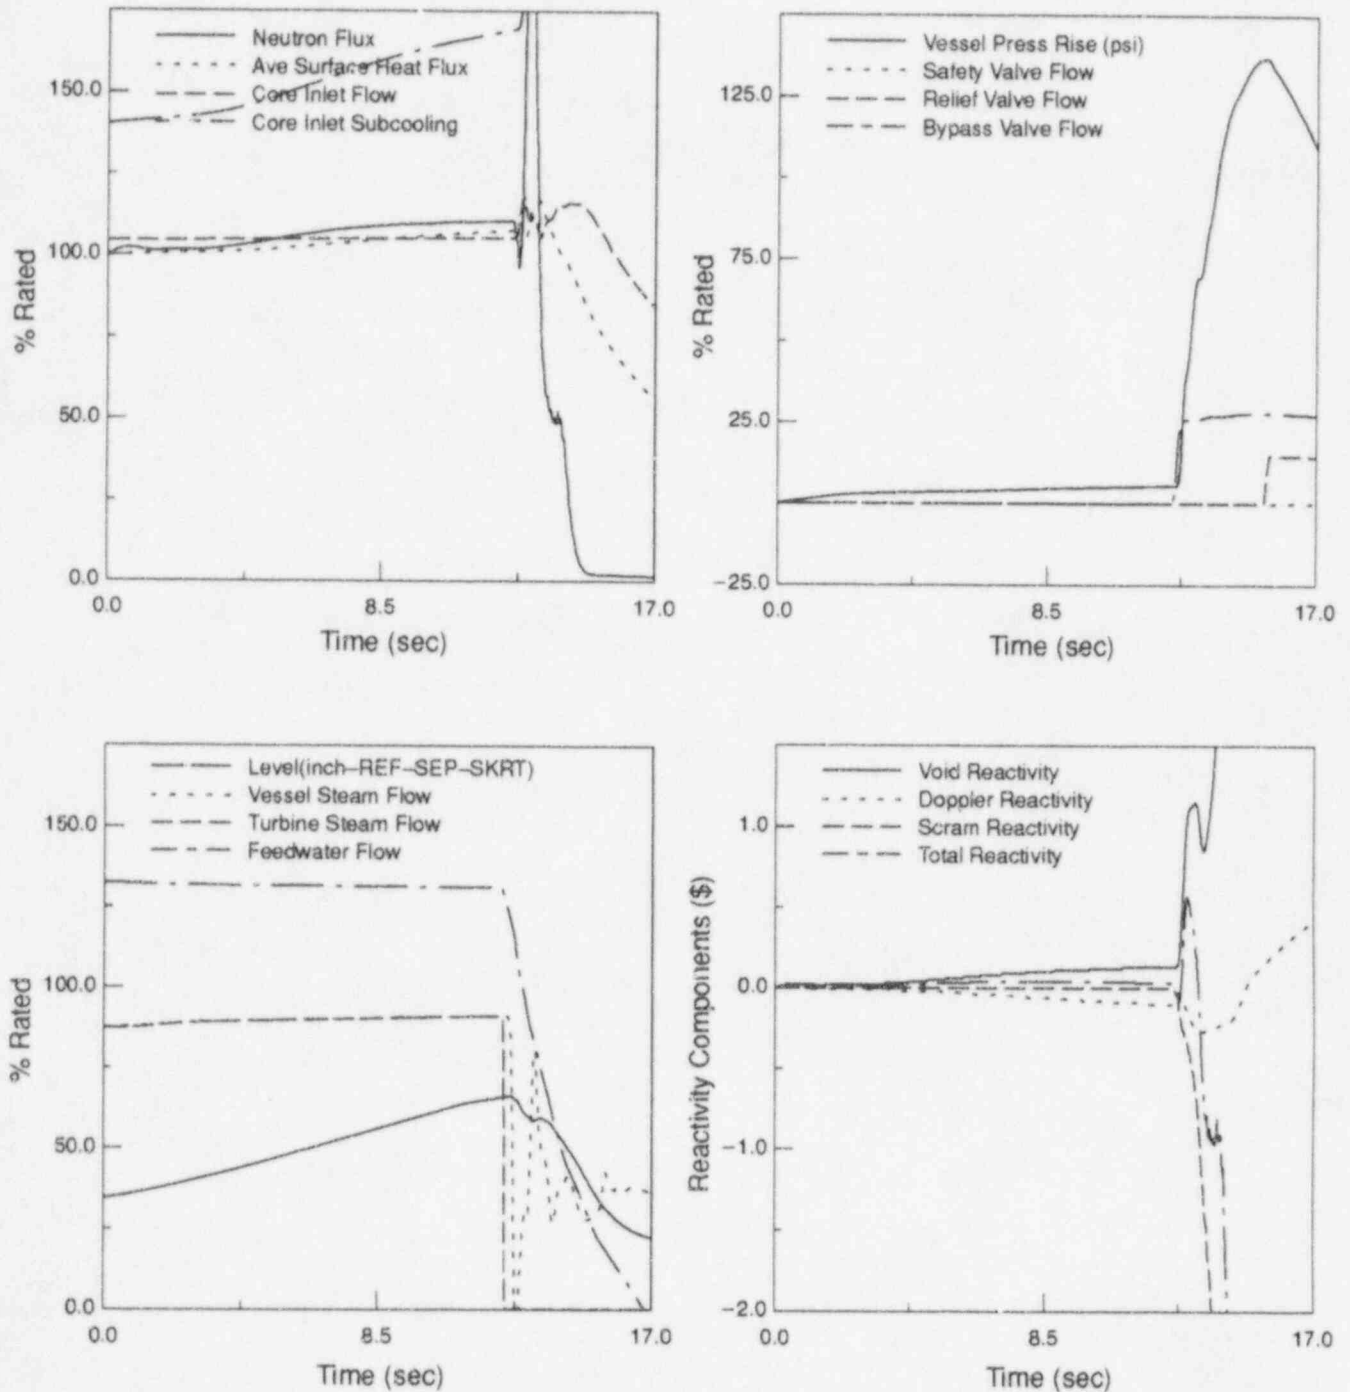 Neutron Flux
Ave Surface Heat Flux
Core Inlet Flow
Core Inlet Subcooling
150.0
100.0
50.0
0.0
% Rated
0.0 8.5 17.0
Time (sec)
Vessel Press Rise (psi)
Safety Valve Flow
Relief Valve Flow
Bypass Valve Flow
125.0
75.0
25.0
−25.0
% Rated
0.0 8.5 17.0
Time (sec)
Level(inch–REF–SEP–SKRT)
Vessel Steam Flow
Turbine Steam Flow
Feedwater Flow
150.0
100.0
50.0
0.0
% Rated
0.0 8.5 17.0
Time (sec)
Void Reactivity
Doppler Reactivity
Scram Reactivity
Total Reactivity
1.0
0.0
−1.0
−2.0
Reactivity Components ($)
0.0 8.5 17.0
Time (sec)